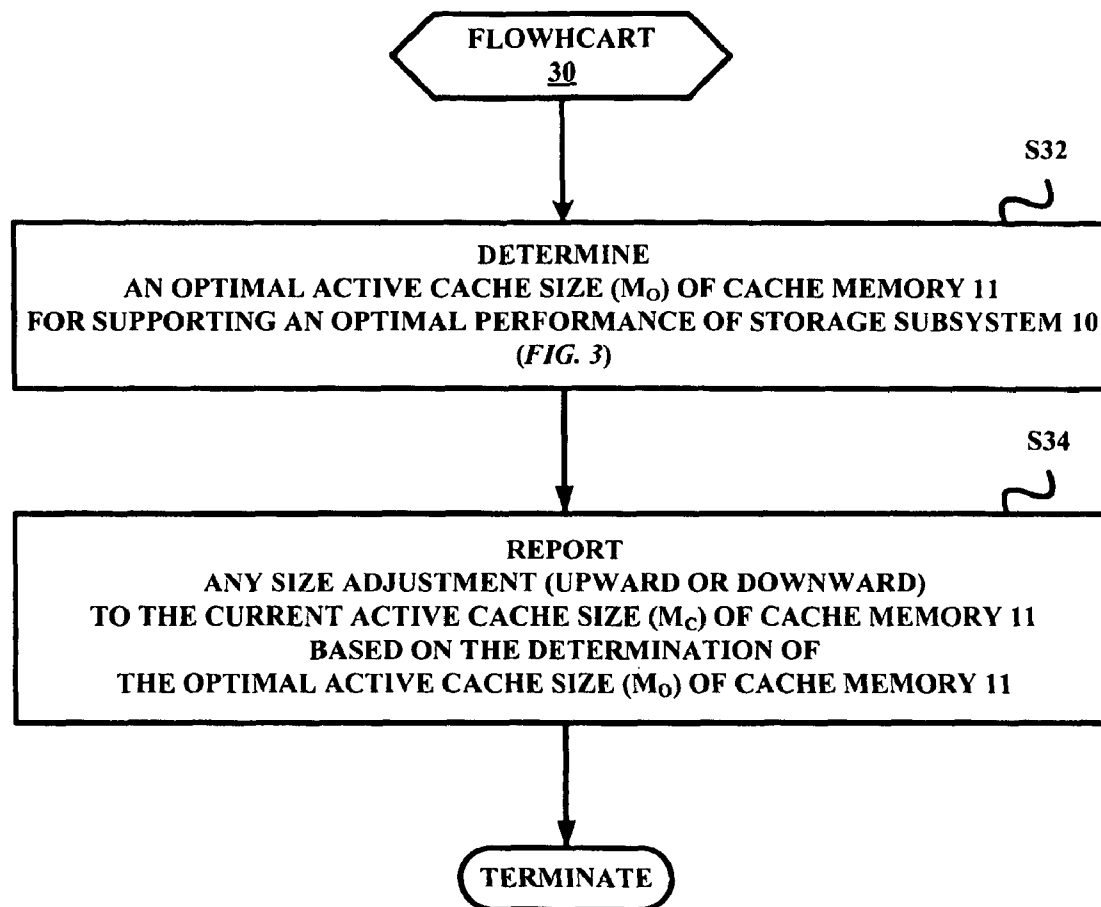 FLOWHCART
30
S32
DETERMINE
AN OPTIMAL ACTIVE CACHE SIZE (MO) OF CACHE MEMORY 11
FOR SUPPORTING AN OPTIMAL PERFORMANCE OF STORAGE SUBSYSTEM 10
(FIG. 3)
S34
REPORT
ANY SIZE ADJUSTMENT (UPWARD OR DOWNWARD)
TO THE CURRENT ACTIVE CACHE SIZE (MC) OF CACHE MEMORY 11
BASED ON THE DETERMINATION OF
THE OPTIMAL ACTIVE CACHE SIZE (MO) OF CACHE MEMORY 11
TERMINATE